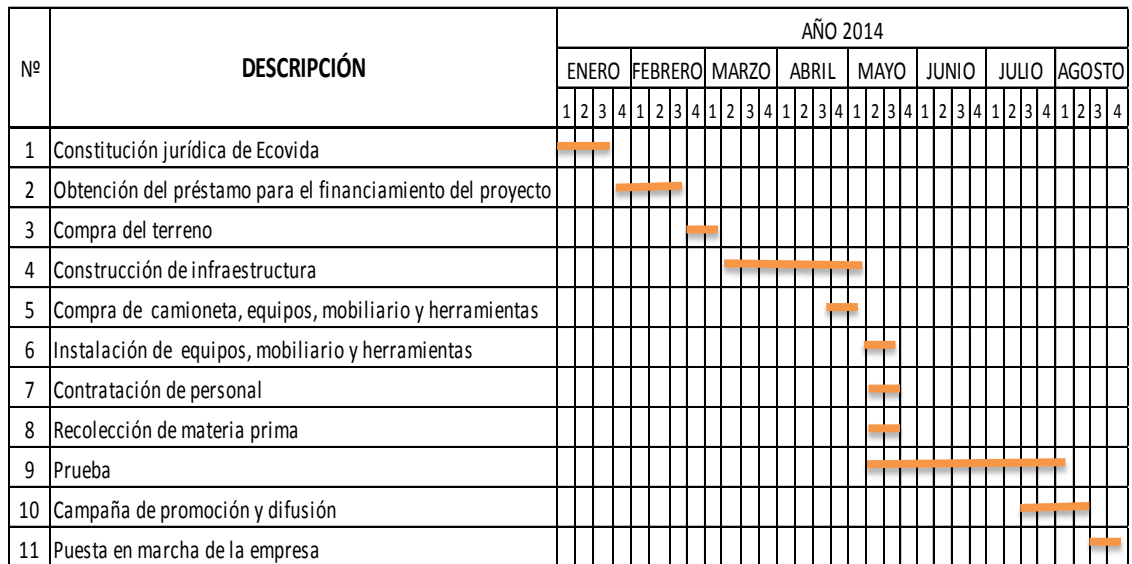 AÑO 2014
Nº DESCRIPCIÓN
ENERO FEBRERO MARZO ABRIL MAYO JUNIO JULIO AGOSTO
1 2 3 4 1 2 3 4 1 2 3 4 1 2 3 4 1 2 3 4 1 2 3 4 1 2 3 4 1 2 3 4
1 Constitución jurídica de Ecovida
2 Obtención del préstamo para el financiamiento del proyecto
3 Compra del terreno
4 Construcción de infraestructura
5 Compra de camioneta, equipos, mobiliario y herramientas
6 Instalación de equipos, mobiliario y herramientas
7 Contratación de personal
8 Recolección de materia prima
9 Prueba
10 Campaña de promoción y difusión
11 Puesta en marcha de la empresa